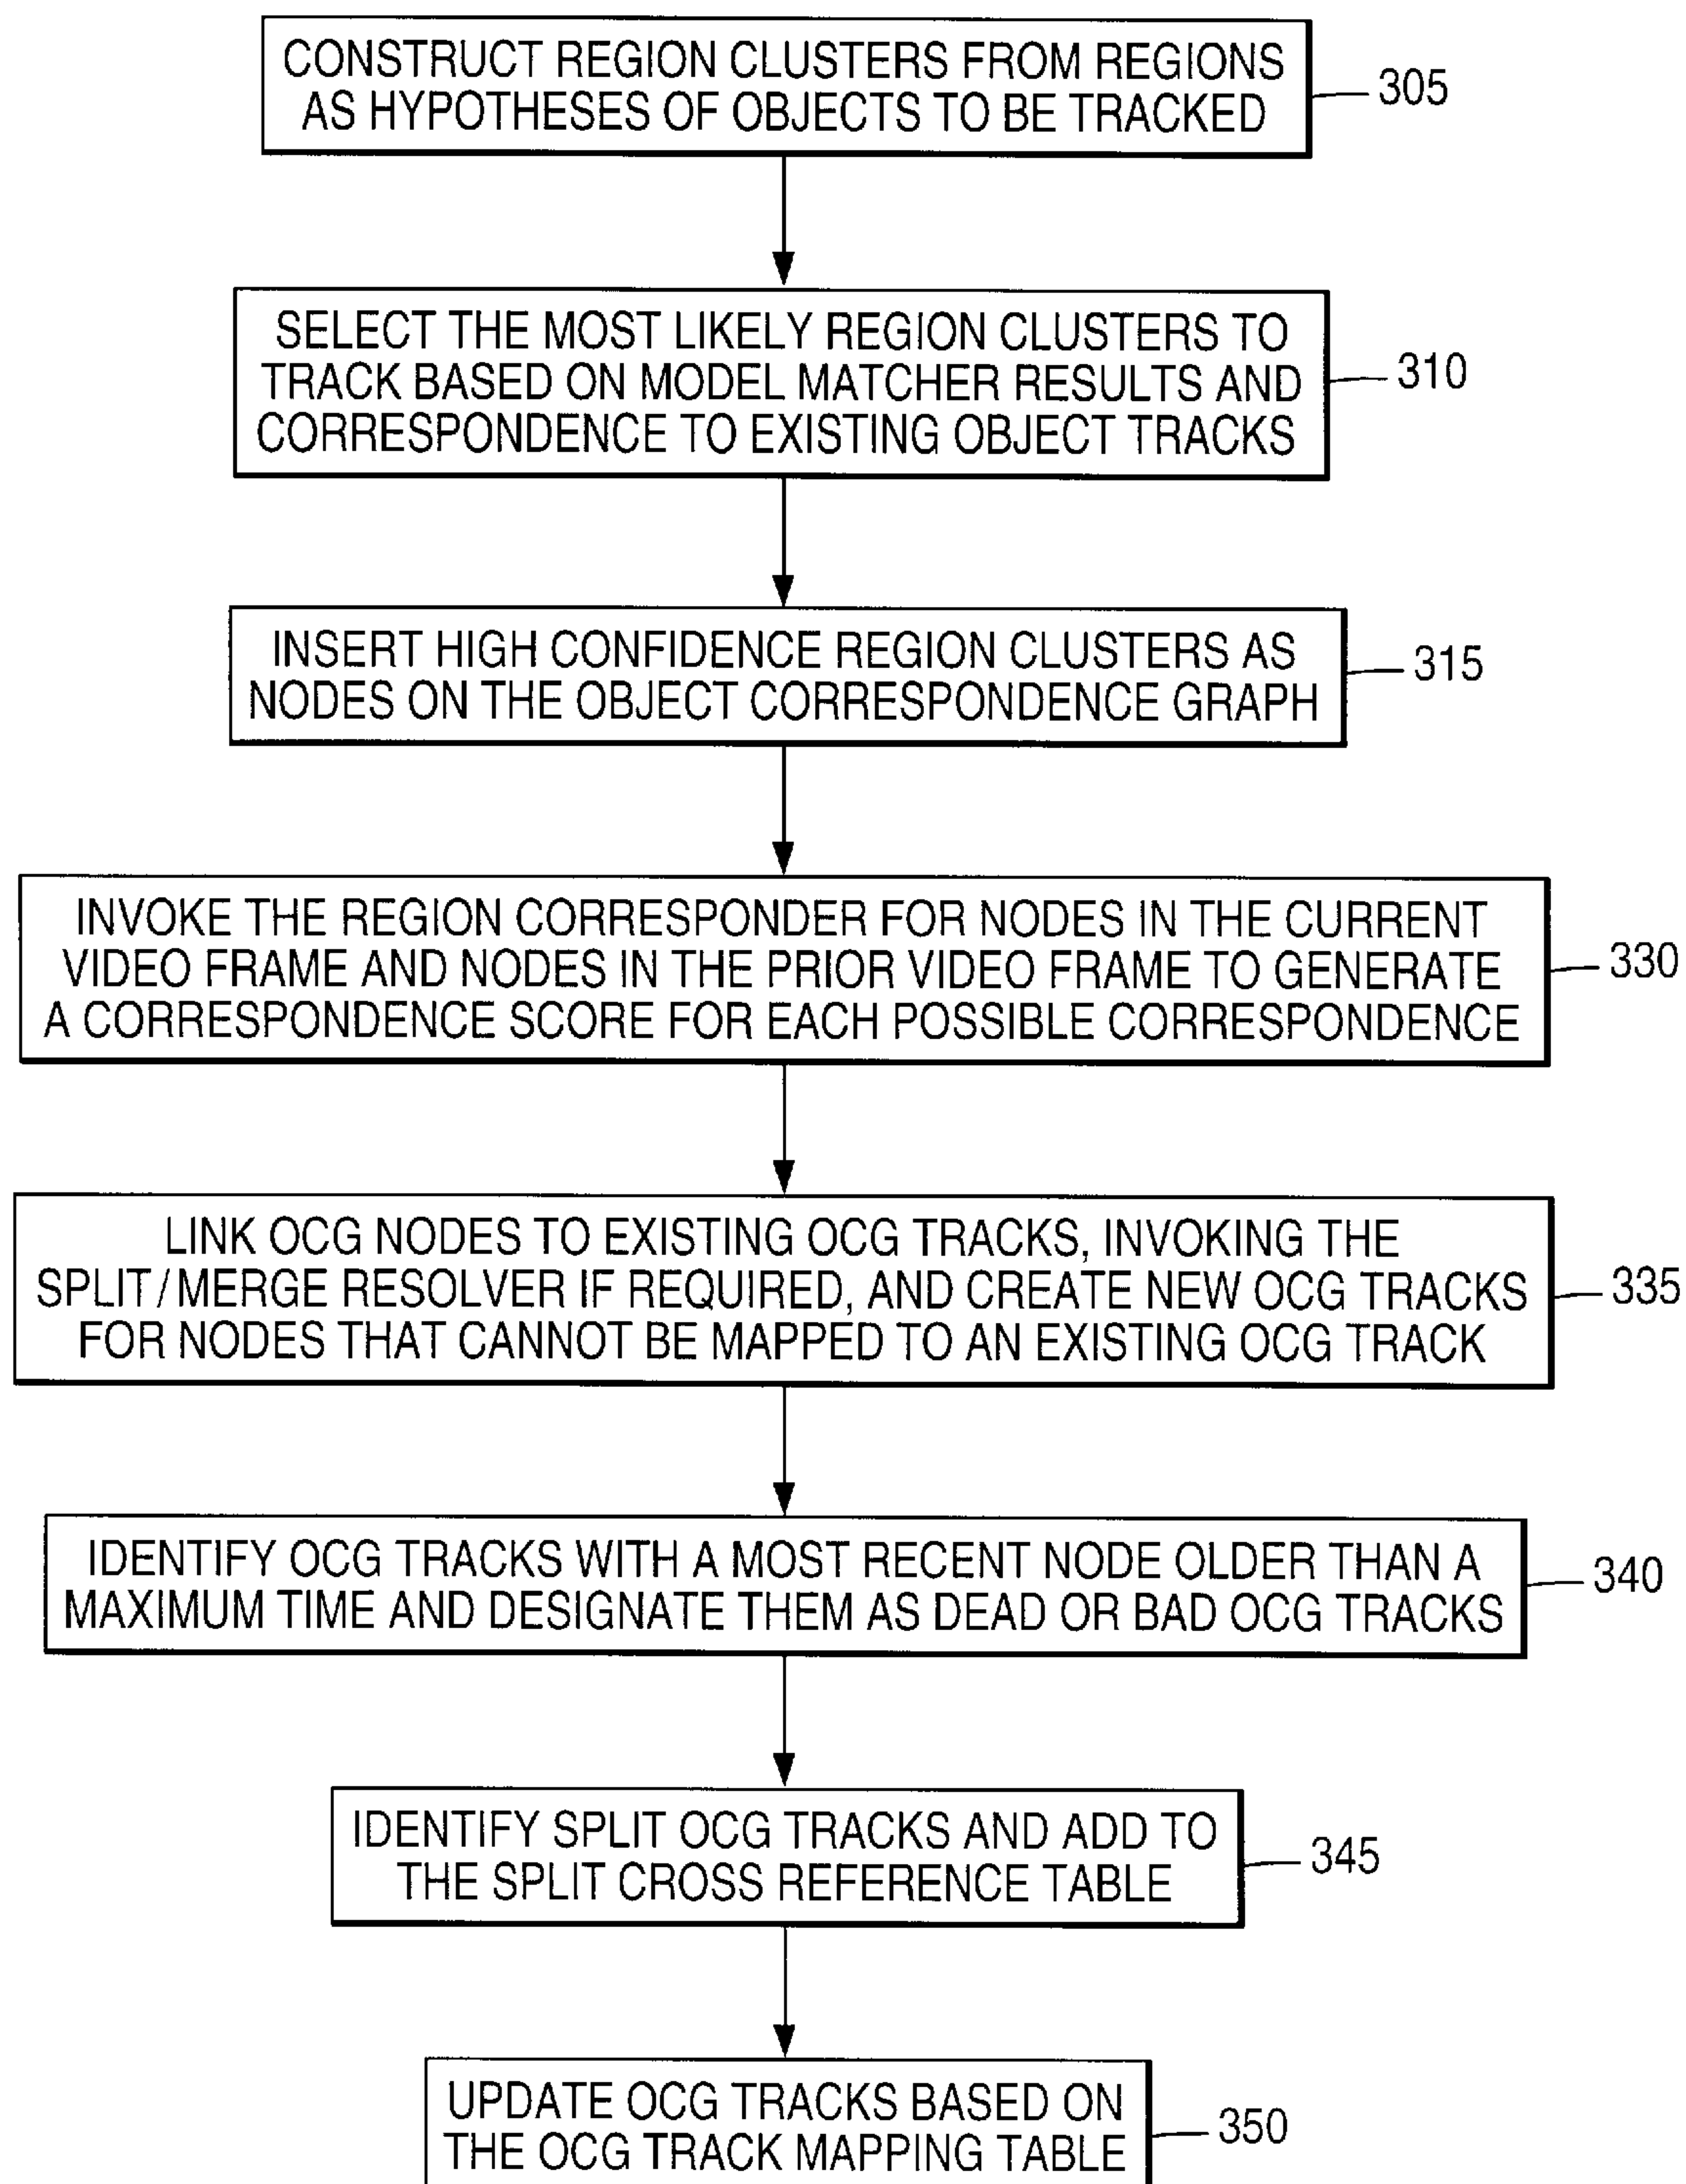 CONSTRUCT REGION CLUSTERS FROM REGIONS
AS HYPOTHESES OF OBJECTS TO BE TRACKED
305
SELECT THE MOST LIKELY REGION CLUSTERS TO
TRACK BASED ON MODEL MATCHER RESULTS AND
CORRESPONDENCE TO EXISTING OBJECT TRACKS
310
INSERT HIGH CONFIDENCE REGION CLUSTERS AS
NODES ON THE OBJECT CORRESPONDENCE GRAPH
315
INVOKE THE REGION CORRESPONDER FOR NODES IN THE CURRENT
VIDEO FRAME AND NODES IN THE PRIOR VIDEO FRAME TO GENERATE
A CORRESPONDENCE SCORE FOR EACH POSSIBLE CORRESPONDENCE
330
LINK OCG NODES TO EXISTING OCG TRACKS, INVOKING THE
SPLIT/MERGE RESOLVER IF REQUIRED, AND CREATE NEW OCG TRACKS
FOR NODES THAT CANNOT BE MAPPED TO AN EXISTING OCG TRACK
335
IDENTIFY OCG TRACKS WITH A MOST RECENT NODE OLDER THAN A
MAXIMUM TIME AND DESIGNATE THEM AS DEAD OR BAD OCG TRACKS
340
IDENTIFY SPLIT OCG TRACKS AND ADD TO
THE SPLIT CROSS REFERENCE TABLE
345
UPDATE OCG TRACKS BASED ON
THE OCG TRACK MAPPING TABLE
350